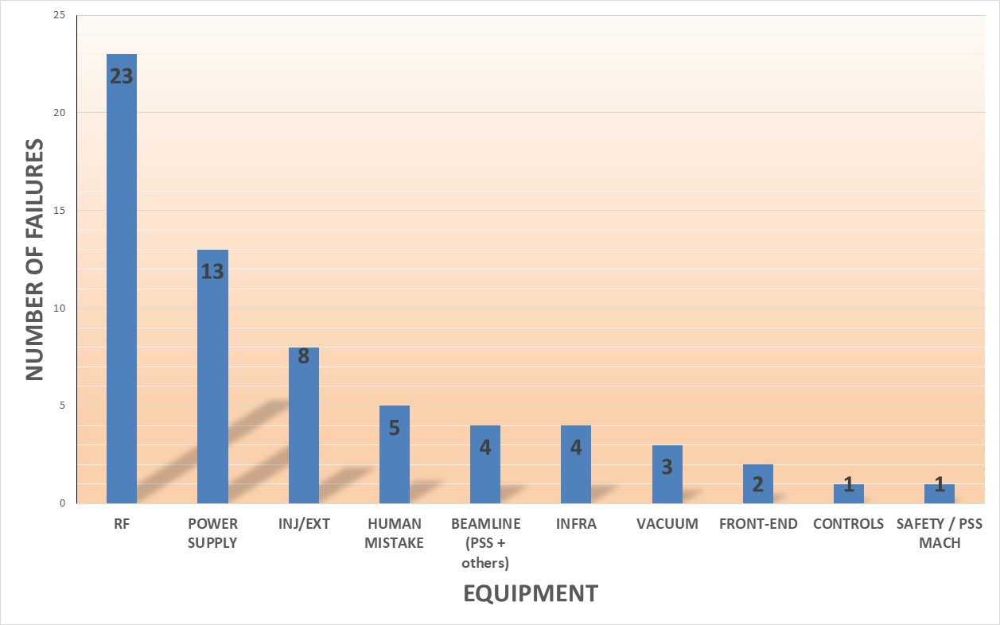 NUMBER OF FAILURES
25
20
15
10
5
0
23
13
8
5
4
4
3
2
1
1
RF
POWER
SUPPLY
INJ/EXT
HUMAN
MISTAKE
BEAMLINE
(PSS +
others)
INFRA
VACUUM
FRONT-END
CONTROLS
SAFETY / PSS
MACH
EQUIPMENT